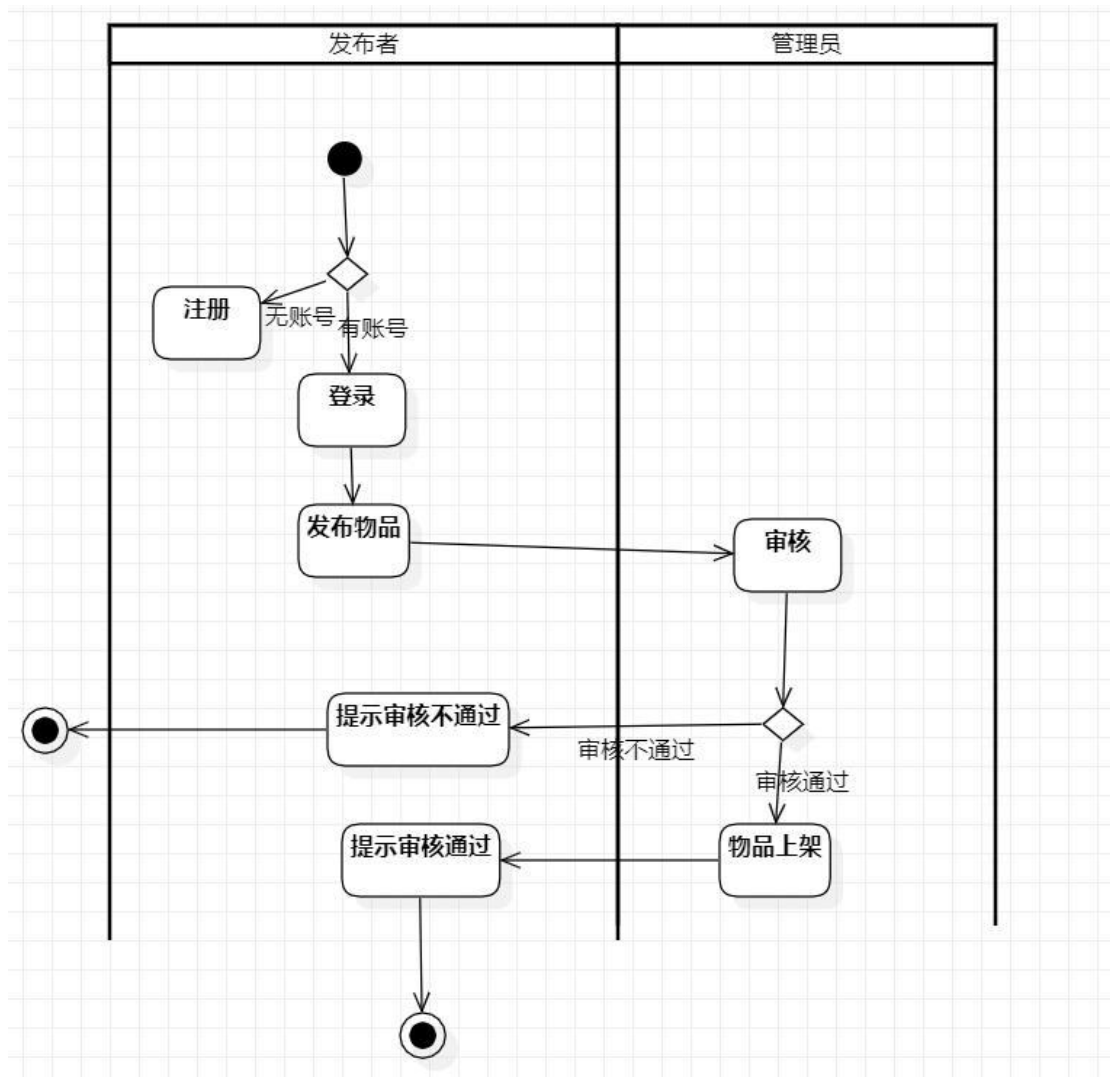 发布者
管理员
注册
无账号
有账号
登录
发布物品
审核
提示审核不通过
审核不通过
审核通过
提示审核通过
物品上架